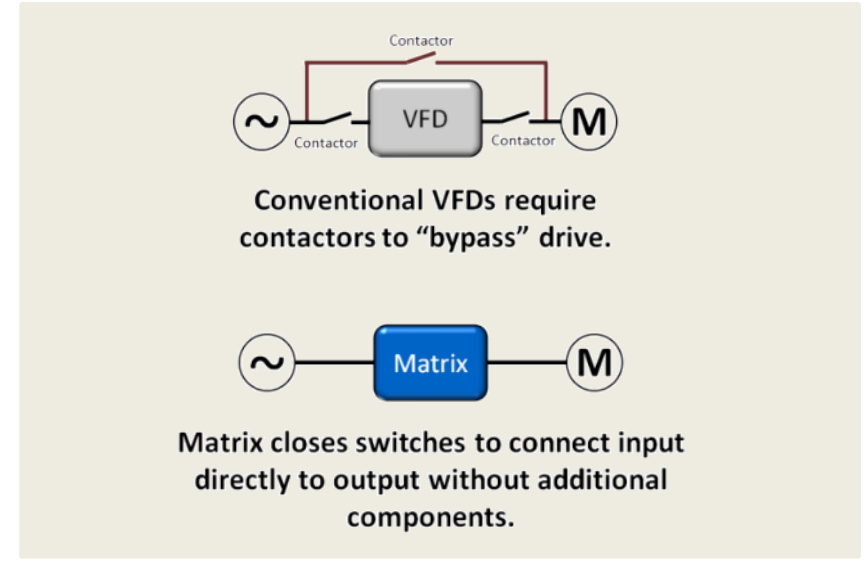 Contactor
~ VFD M
Contactor Contactor
Conventional VFDs require
contactors to “bypass” drive.
~ Matrix M
Matrix closes switches to connect input
directly to output without additional
components.